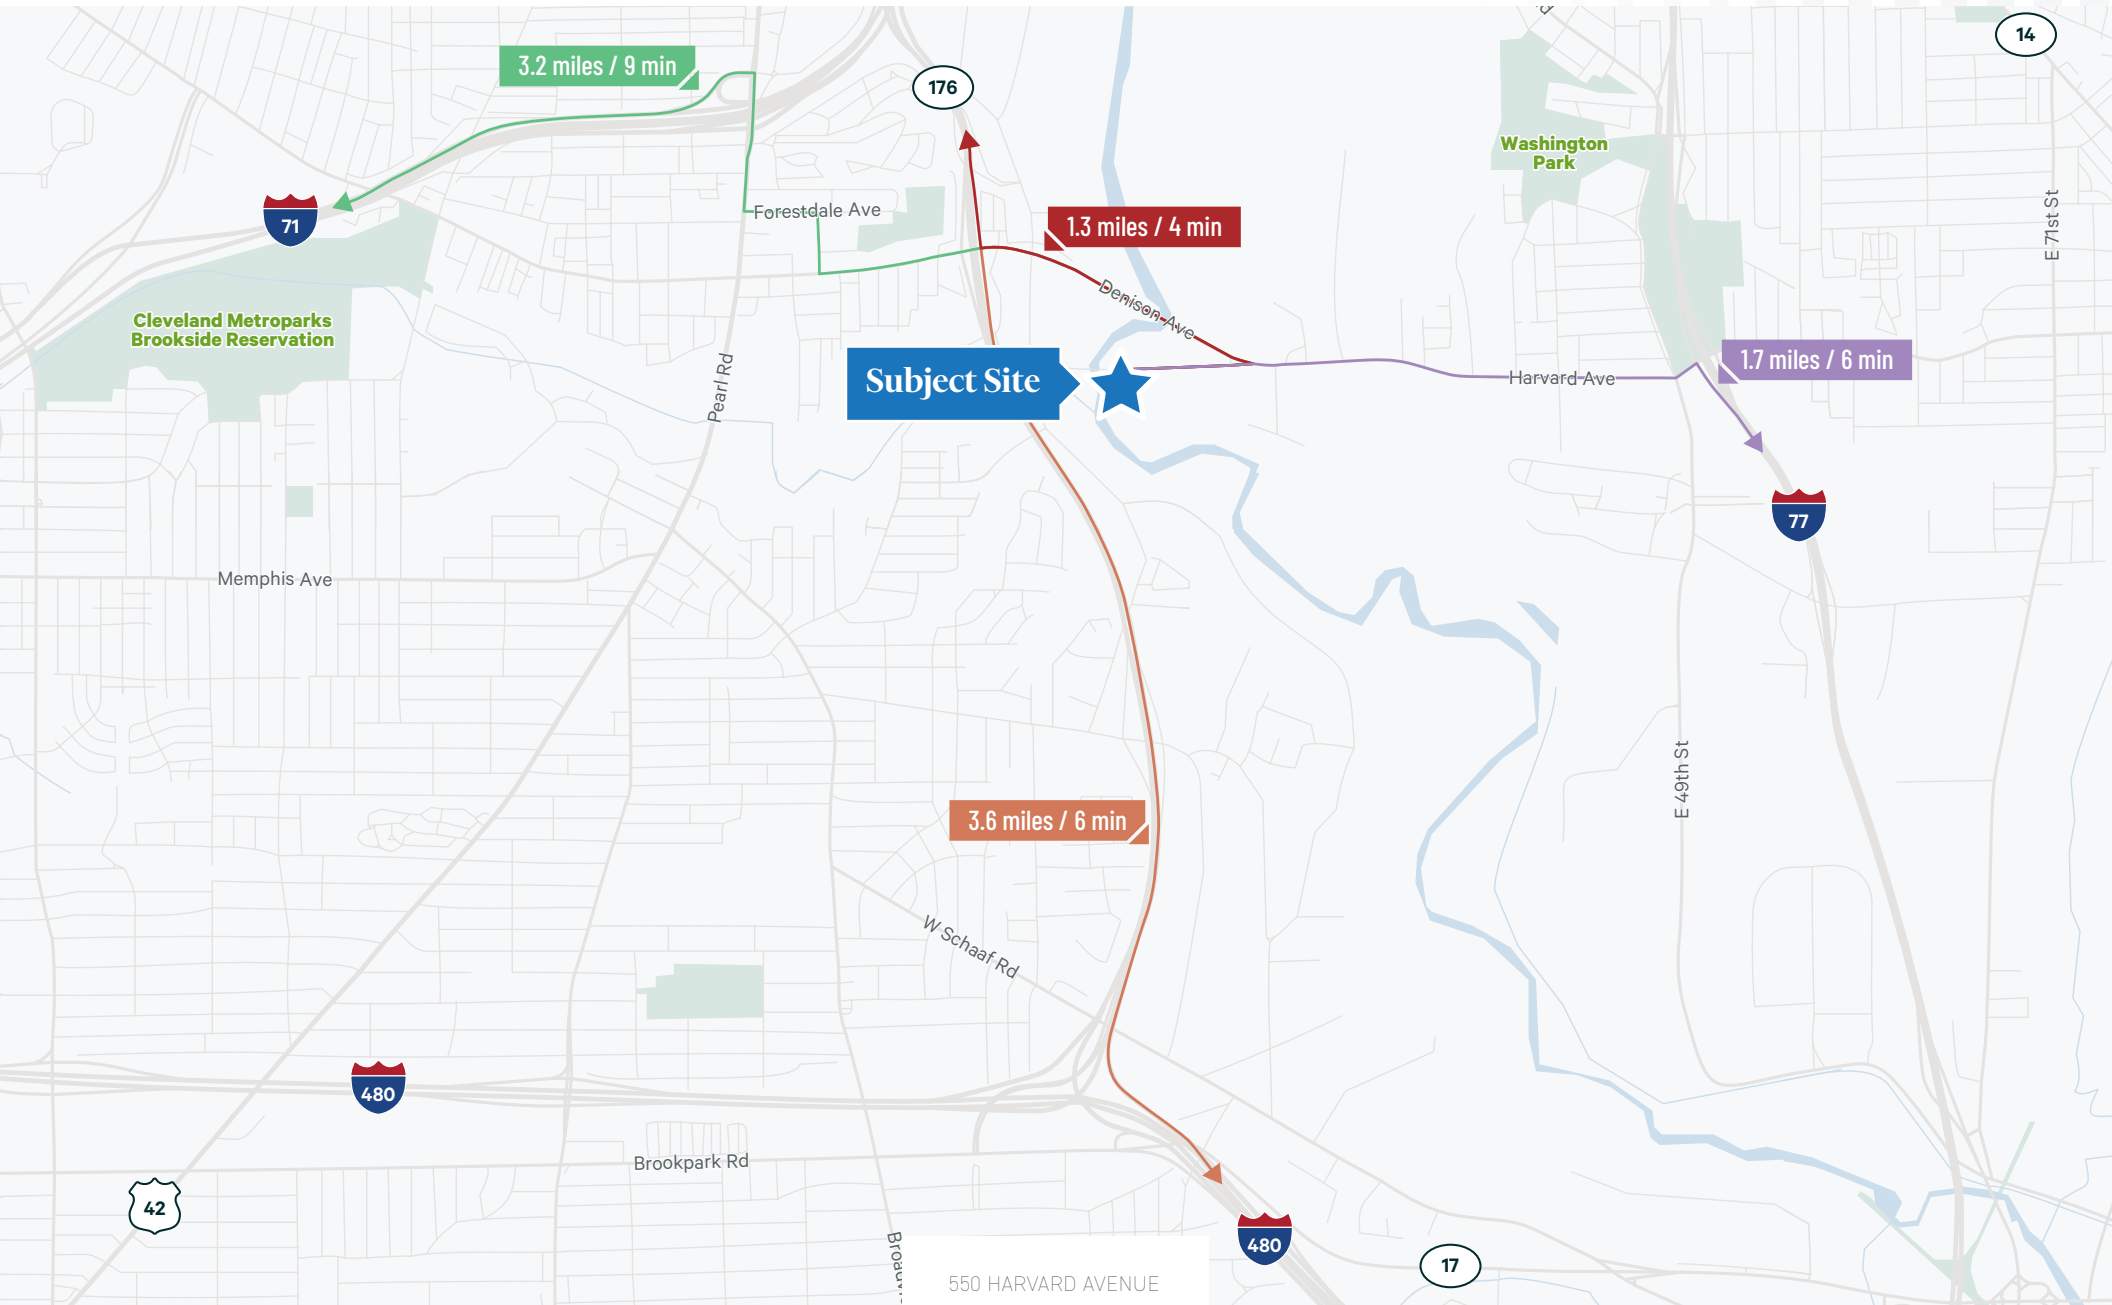 14
3.2 miles / 9 min
176
Washington
Park
71
Forestdale Ave
1.3 miles / 4 min
E 71st St
Denison Ave
Cleveland Metroparks
Brookside Reservation
Pearl Rd
Subject Site
Harvard Ave
1.7 miles / 6 min
77
Memphis Ave
E 49th St
3.6 miles / 6 min
W Schaaf Rd
480
Brookpark Rd
42
480
17
550 HARVARD AVENUE